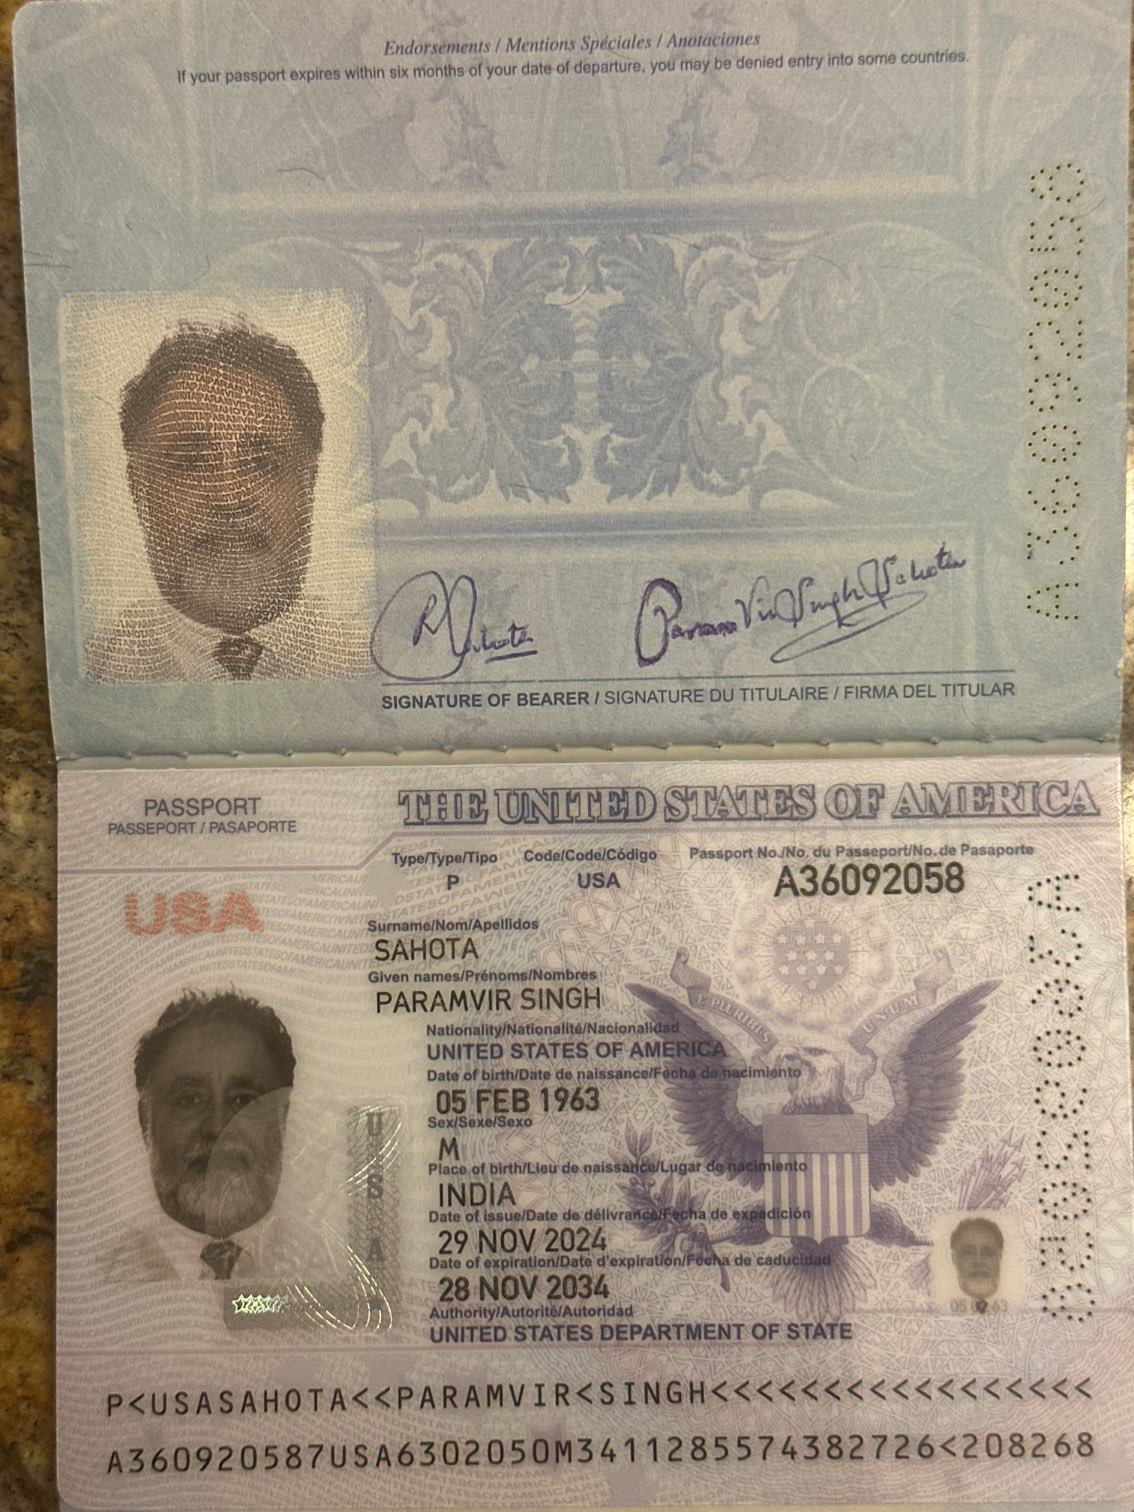 Endorsements / Mentions Spéciales / Anotaciones
If your passport expires within six months of your date of departure, you may be denied entry into some countries.
A36092058
SIGNATURE OF BEARER / SIGNATURE DU TITULAIRE / FIRMA DEL TITULAR
PASSPORT
PASSEPORT / PASAPORTE
THE UNITED STATES OF AMERICA
Type/Type/Tipo Code/Code/Código Passport No./No. du Passeport/No. de Pasaporte
P USA A36092058
USA
Surname/Nom/Apellidos
SAHOTA
Given names/Prénoms/Nombres
PARAMVIR SINGH
E PLURIBUS UNUM
Nationality/Nationalité/Nacionalidad
UNITED STATES OF AMERICA
Date of birth/Date de naissance/Fecha de nacimiento
05 FEB 1963
Sex/Sexe/Sexo
M
Place of birth/Lieu de naissance/Lugar de nacimiento
INDIA
Date of issue/Date de délivrance/Fecha de expedición
29 NOV 2024
Date of expiration/Date d'expiration/Fecha de caducidad
28 NOV 2034
Authority/Autorité/Autoridad
UNITED STATES DEPARTMENT OF STATE
USA
A36092058
P<USASAHOTA<<PARAMVIR<SINGH<<<<<<<<<<<<<<<<<
A360920587USA6302050M3411285574382726<208268